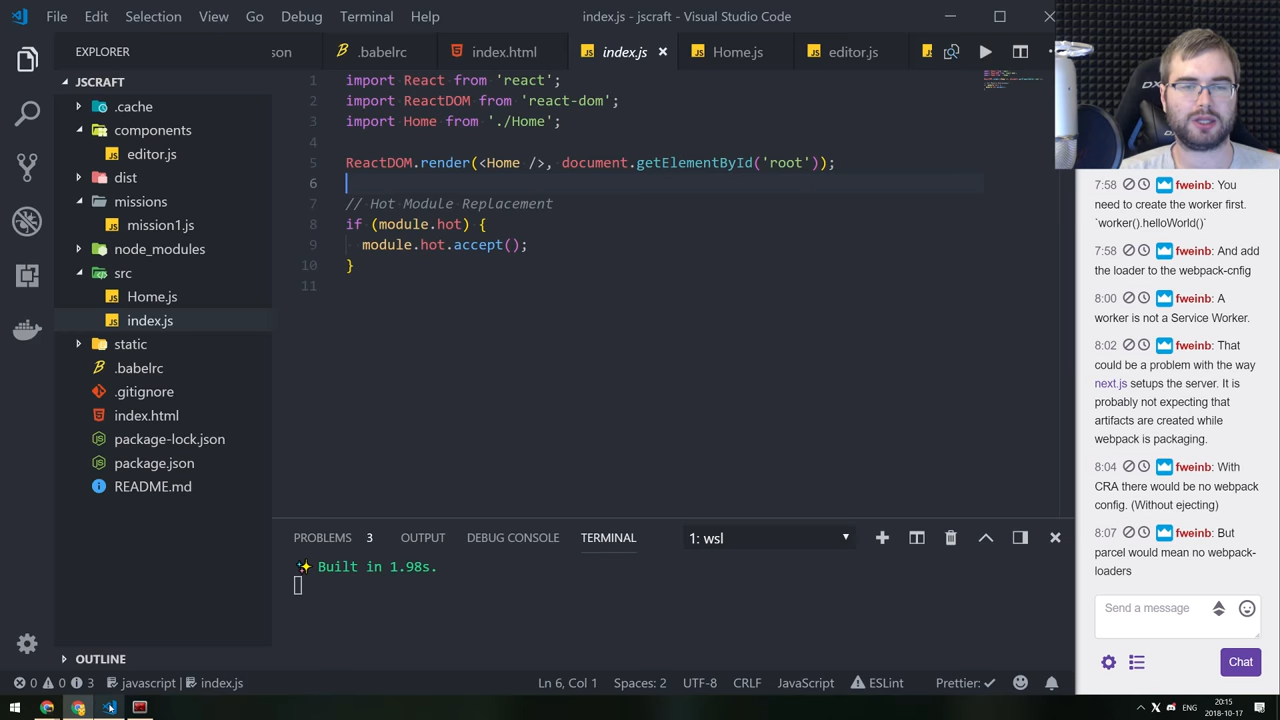 File Edit Selection View Go Debug Terminal Help
index.js - jscraft - Visual Studio Code
EXPLORER
JSCRAFT
.cache
components
editor.js
dist
missions
mission1.js
node_modules
src
Home.js
index.js
static
.babelrc
.gitignore
index.html
package-lock.json
package.json
README.md
OUTLINE
son babelrc index.html index.js Home.js editor.js
1 import React from 'react';
2 import ReactDOM from 'react-dom';
3 import Home from './Home';
4
5 ReactDOM.render(<Home />, document.getElementById('root'));
6
7 // Hot Module Replacement
8 if (module.hot) {
9 module.hot.accept();
10 }
11
PROBLEMS 3 OUTPUT DEBUG CONSOLE TERMINAL 1: wsl
✨ Built in 1.98s.
0 0 3 javascript index.js Ln 6, Col 1 Spaces: 2 UTF-8 CRLF JavaScript ESLint Prettier: ✓
DX
7:58 fweinb: You
need to create the worker first.
`worker().helloWorld()`
7:58 fweinb: And add
the loader to the webpack-cnfig
8:00 fweinb: A
worker is not a Service Worker.
8:02 fweinb: That
could be a problem with the way
next.js setups the server. It is
probably not expecting that
artifacts are created while
webpack is packaging.
8:04 fweinb: With
CRA there would be no webpack
config. (Without ejecting)
8:07 fweinb: But
parcel would mean no webpack-
loaders
Send a message
Chat
ENG
20:15
2018-10-17